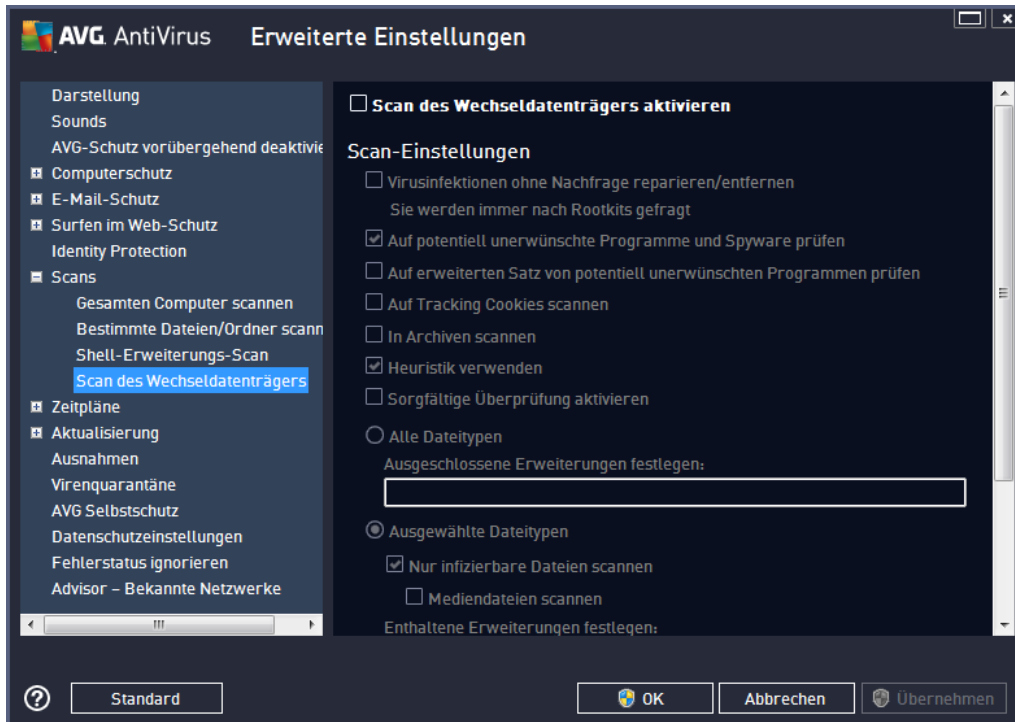 AVG. AntiVirus Erweiterte Einstellungen
Darstellung
Sounds
AVG-Schutz vorübergehend deaktivie
Computerschutz
E-Mail-Schutz
Surfen im Web-Schutz
Identity Protection
Scans
Gesamten Computer scannen
Bestimmte Dateien/Ordner scann
Shell-Erweiterungs-Scan
Scan des Wechseldatenträgers
Zeitpläne
Aktualisierung
Ausnahmen
Virenquarantäne
AVG Selbstschutz
Datenschutzeinstellungen
Fehlerstatus ignorieren
Advisor – Bekannte Netzwerke
Scan des Wechseldatenträgers aktivieren
Scan-Einstellungen
Virusinfektionen ohne Nachfrage reparieren/entfernen
Sie werden immer nach Rootkits gefragt
Auf potentiell unerwünschte Programme und Spyware prüfen
Auf erweiterten Satz von potentiell unerwünschten Programmen prüfen
Auf Tracking Cookies scannen
In Archiven scannen
Heuristik verwenden
Sorgfältige Überprüfung aktivieren
Alle Dateitypen
Ausgeschlossene Erweiterungen festlegen:
Ausgewählte Dateitypen
Nur infizierbare Dateien scannen
Mediendateien scannen
Enthaltene Erweiterungen festlegen:
? Standard OK Abbrechen Übernehmen